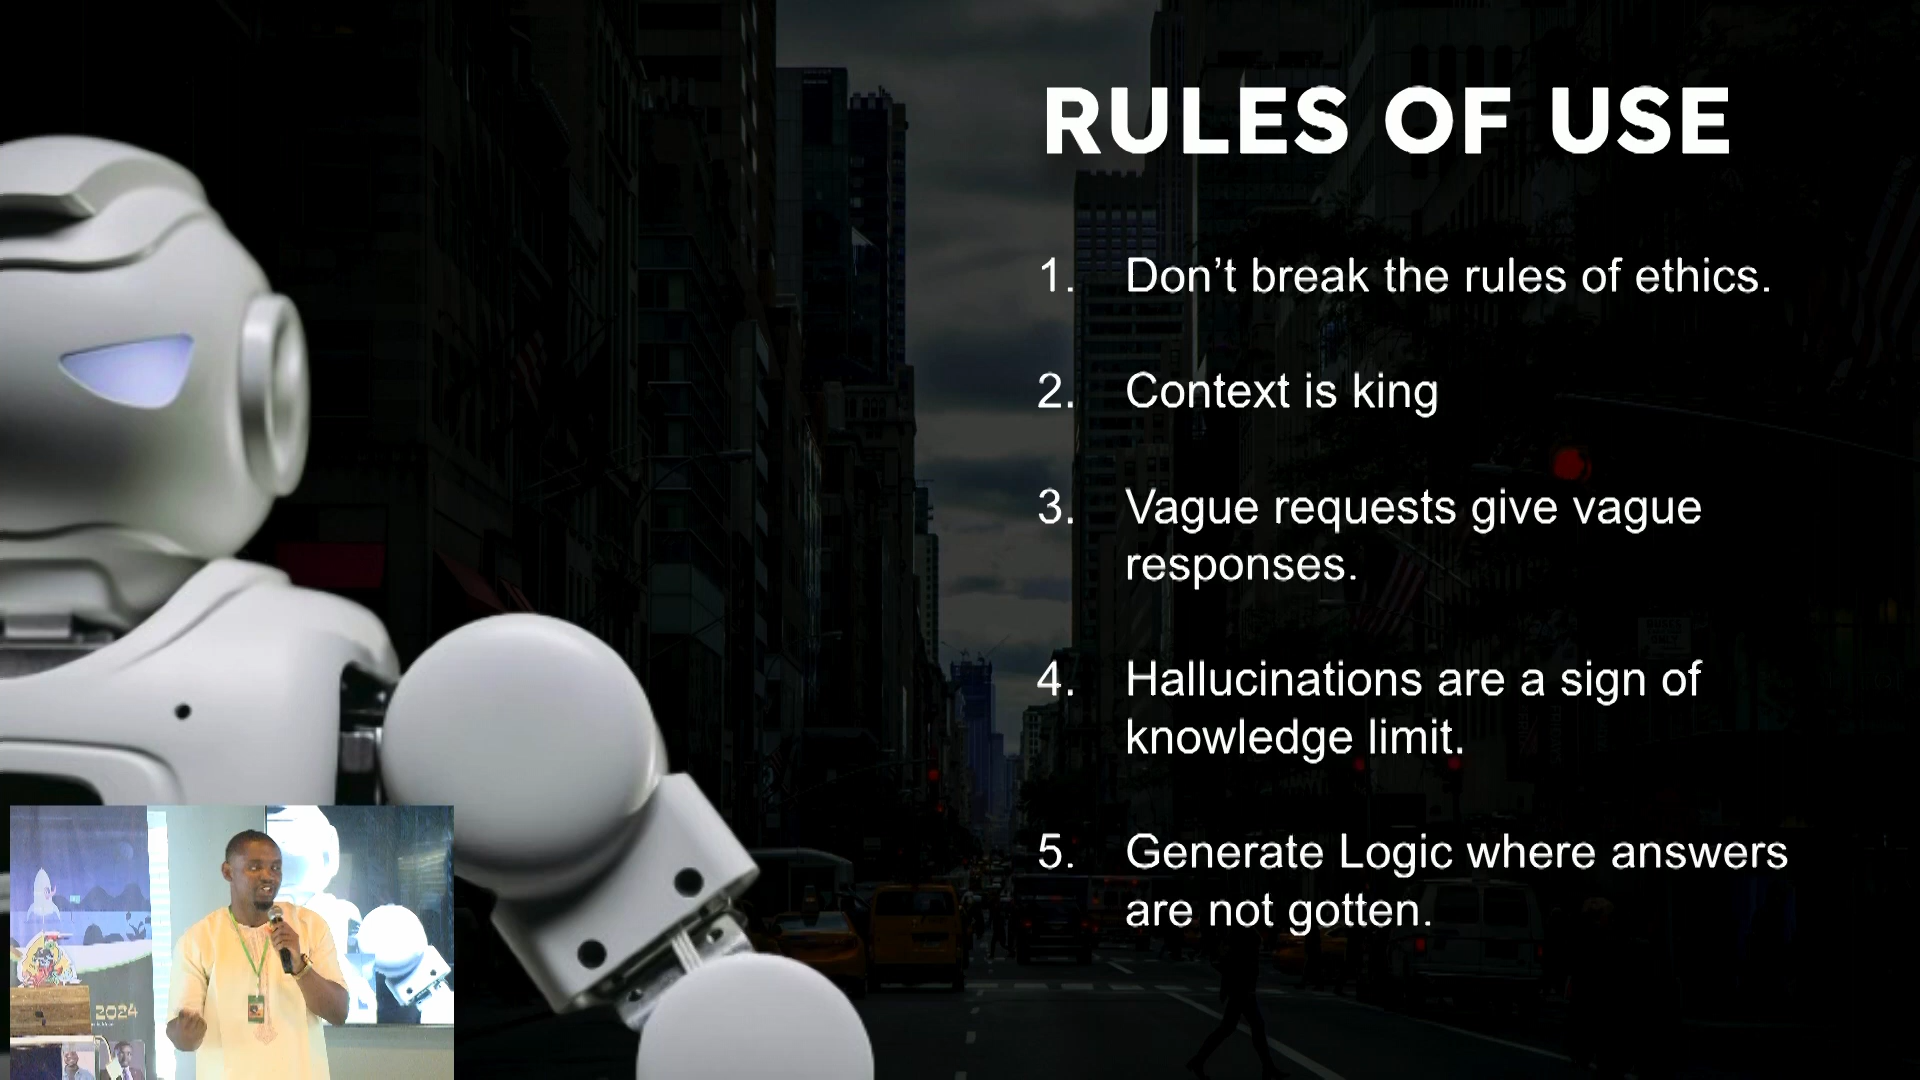 RULES OF USE
1. Don’t break the rules of ethics.
2. Context is king
3. Vague requests give vague
responses.
4. Hallucinations are a sign of
knowledge limit.
5. Generate Logic where answers
are not gotten.
2024